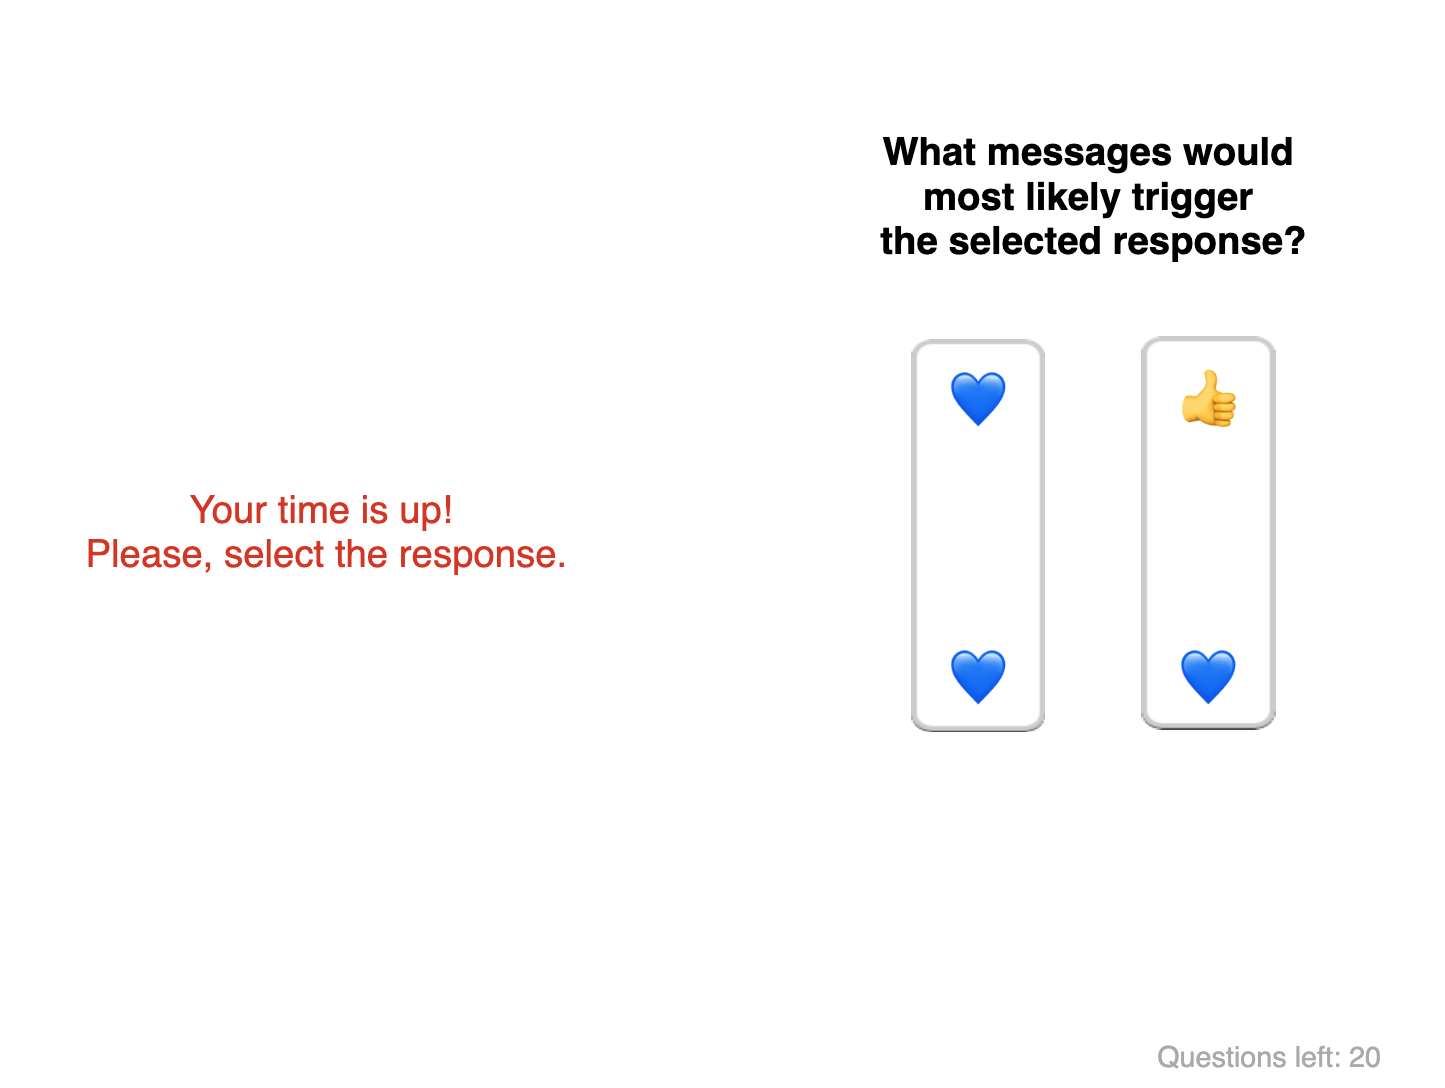 What messages would
most likely trigger
the selected response?
Your time is up!
Please, select the response.
Questions left: 20